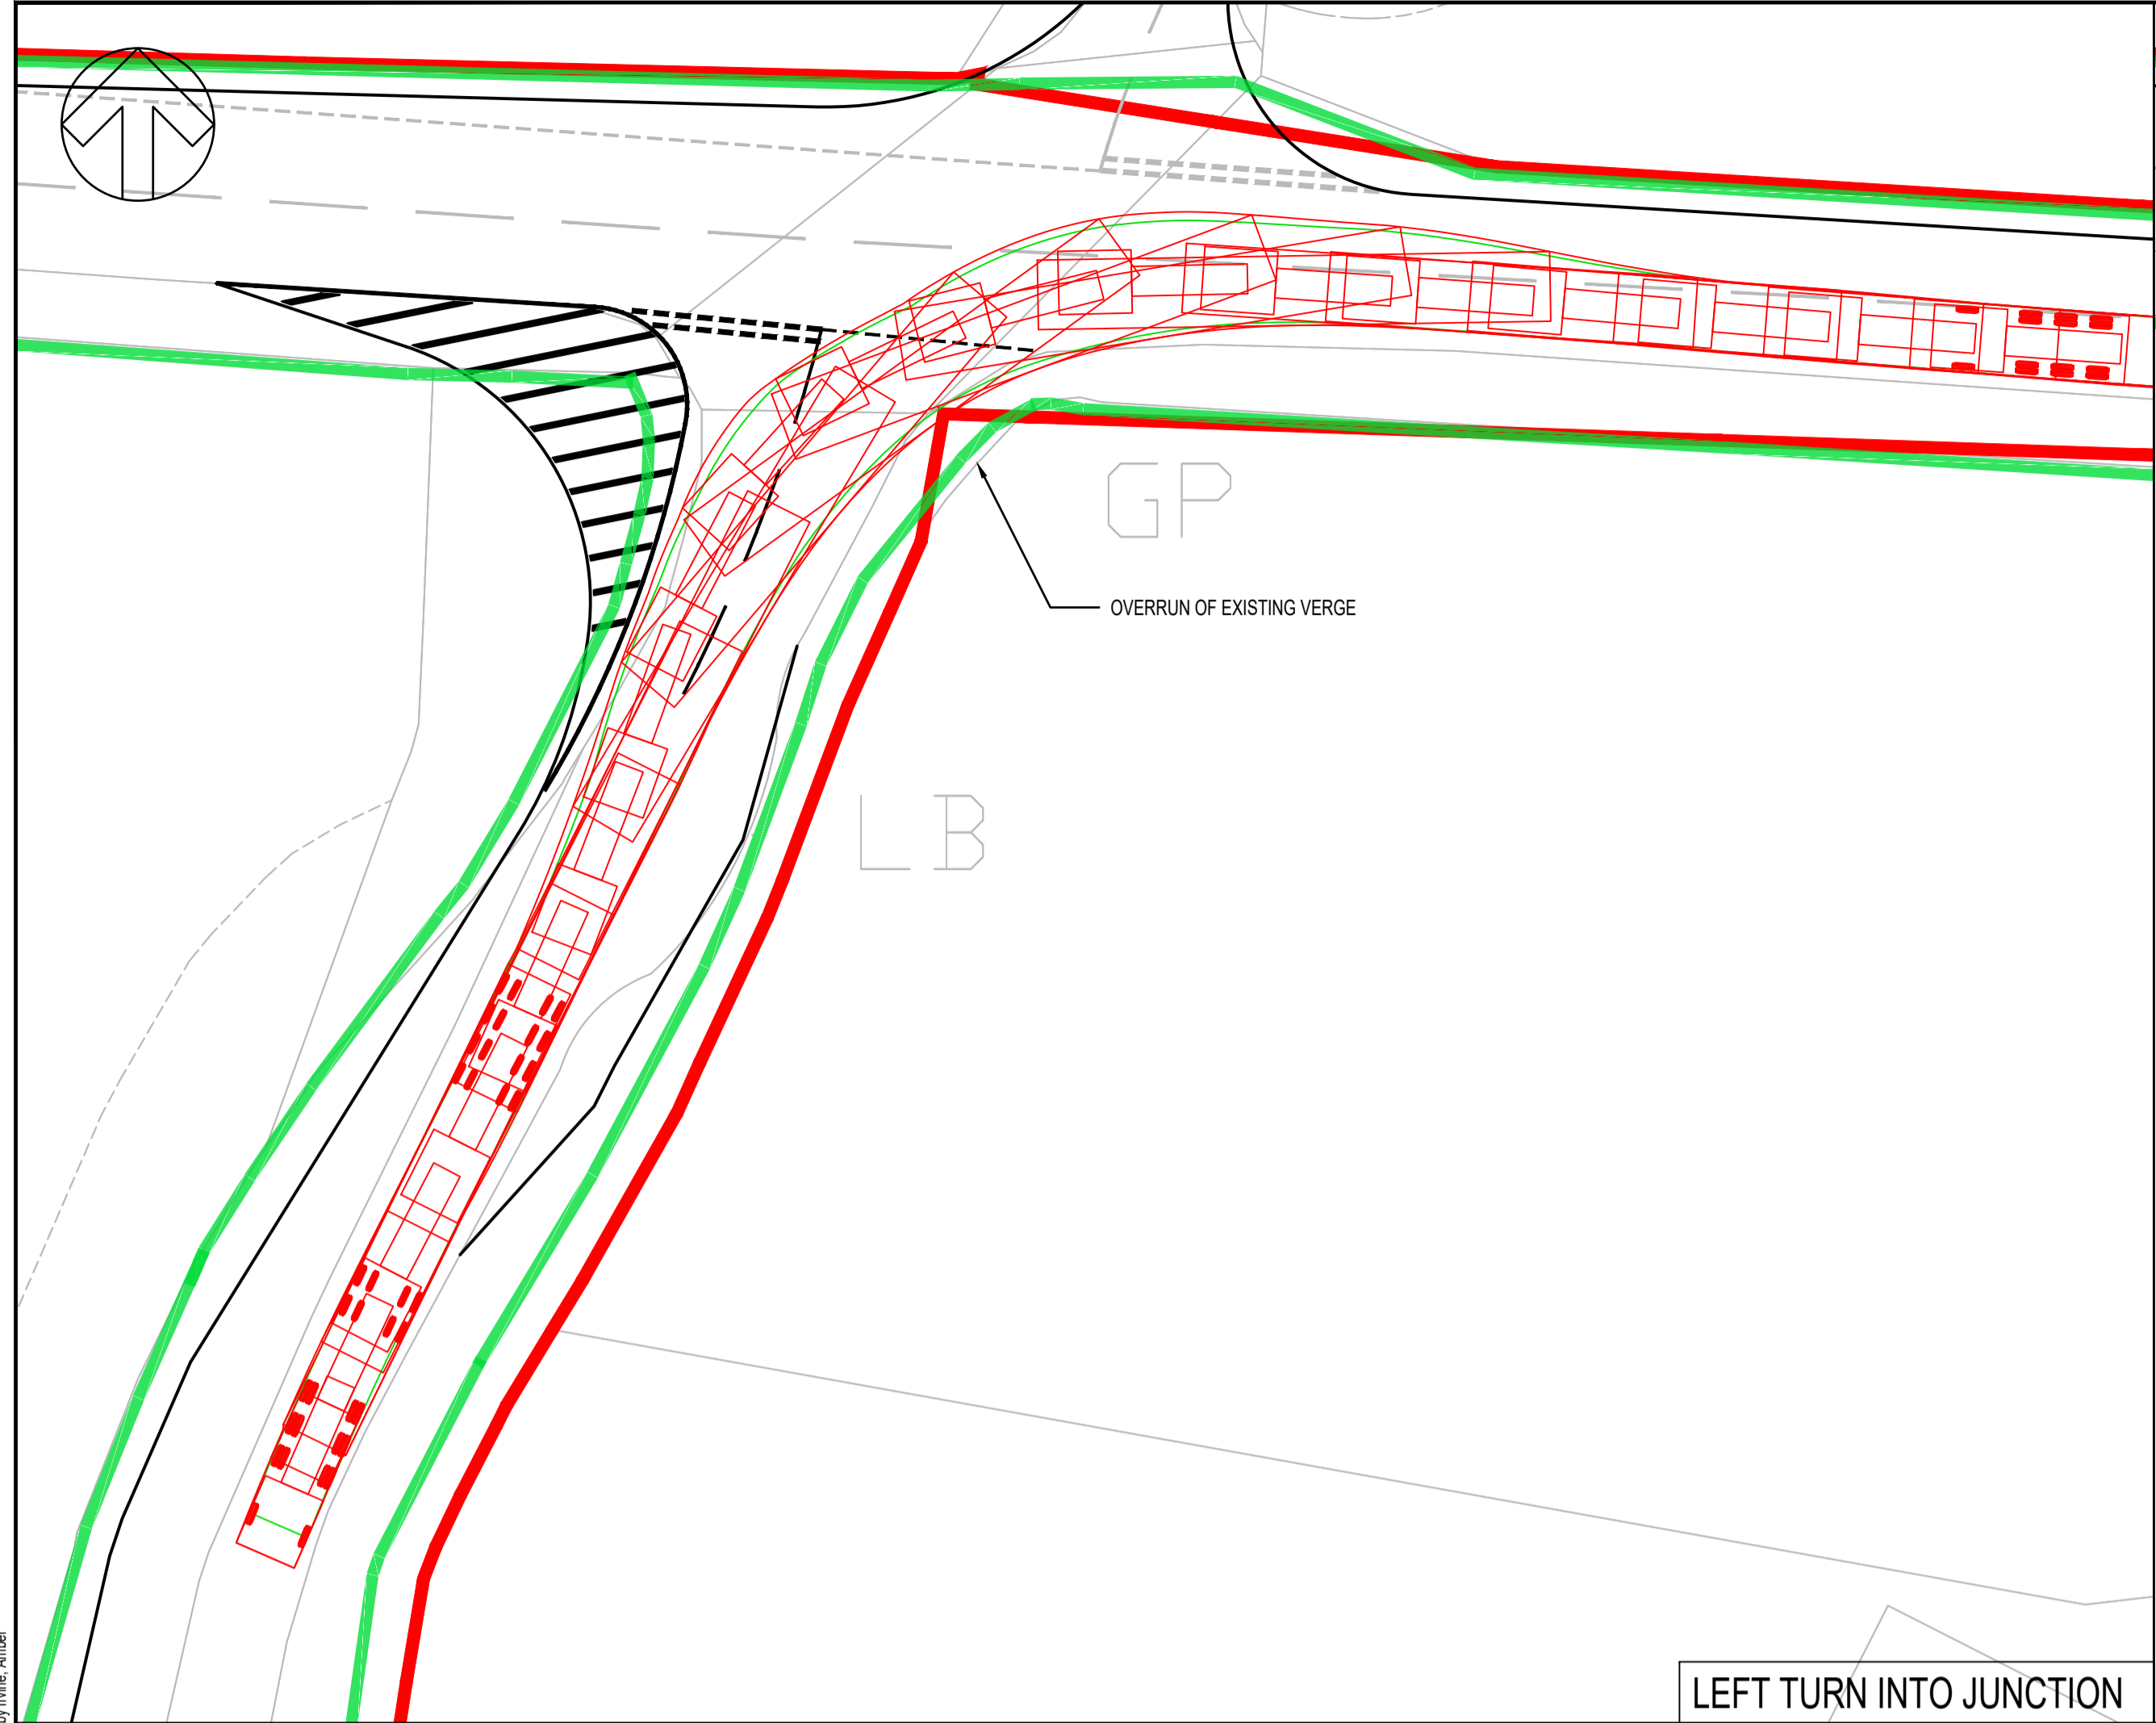 GP
OVERRUN OF EXISTING VERGE
LB
LEFT TURN INTO JUNCTION